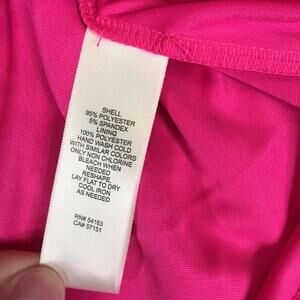 SHELL
95% POLYESTER
5% SPANDEX
LINING
100% POLYESTER
HAND WASH COLD
WITH SIMILAR COLORS
ONLY NON CHLORINE
BLEACH WHEN
NEEDED
RESHAPE
LAY FLAT TO DRY
COOL IRON
AS NEEDED
RN# 54163
CA# 57151